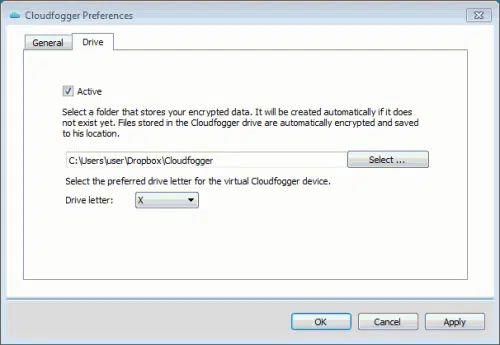 Cloudfogger Preferences
General
Drive
Active
Select a folder that stores your encrypted data. It will be created automatically if it does
not exist yet. Files stored in the Cloudfogger drive are automatically encrypted and saved
to his location.
C:\Users\user\Dropbox\Cloudfogger
Select ...
Select the preferred drive letter for the virtual Cloudfogger device.
Drive letter:
X
OK
Cancel
Apply